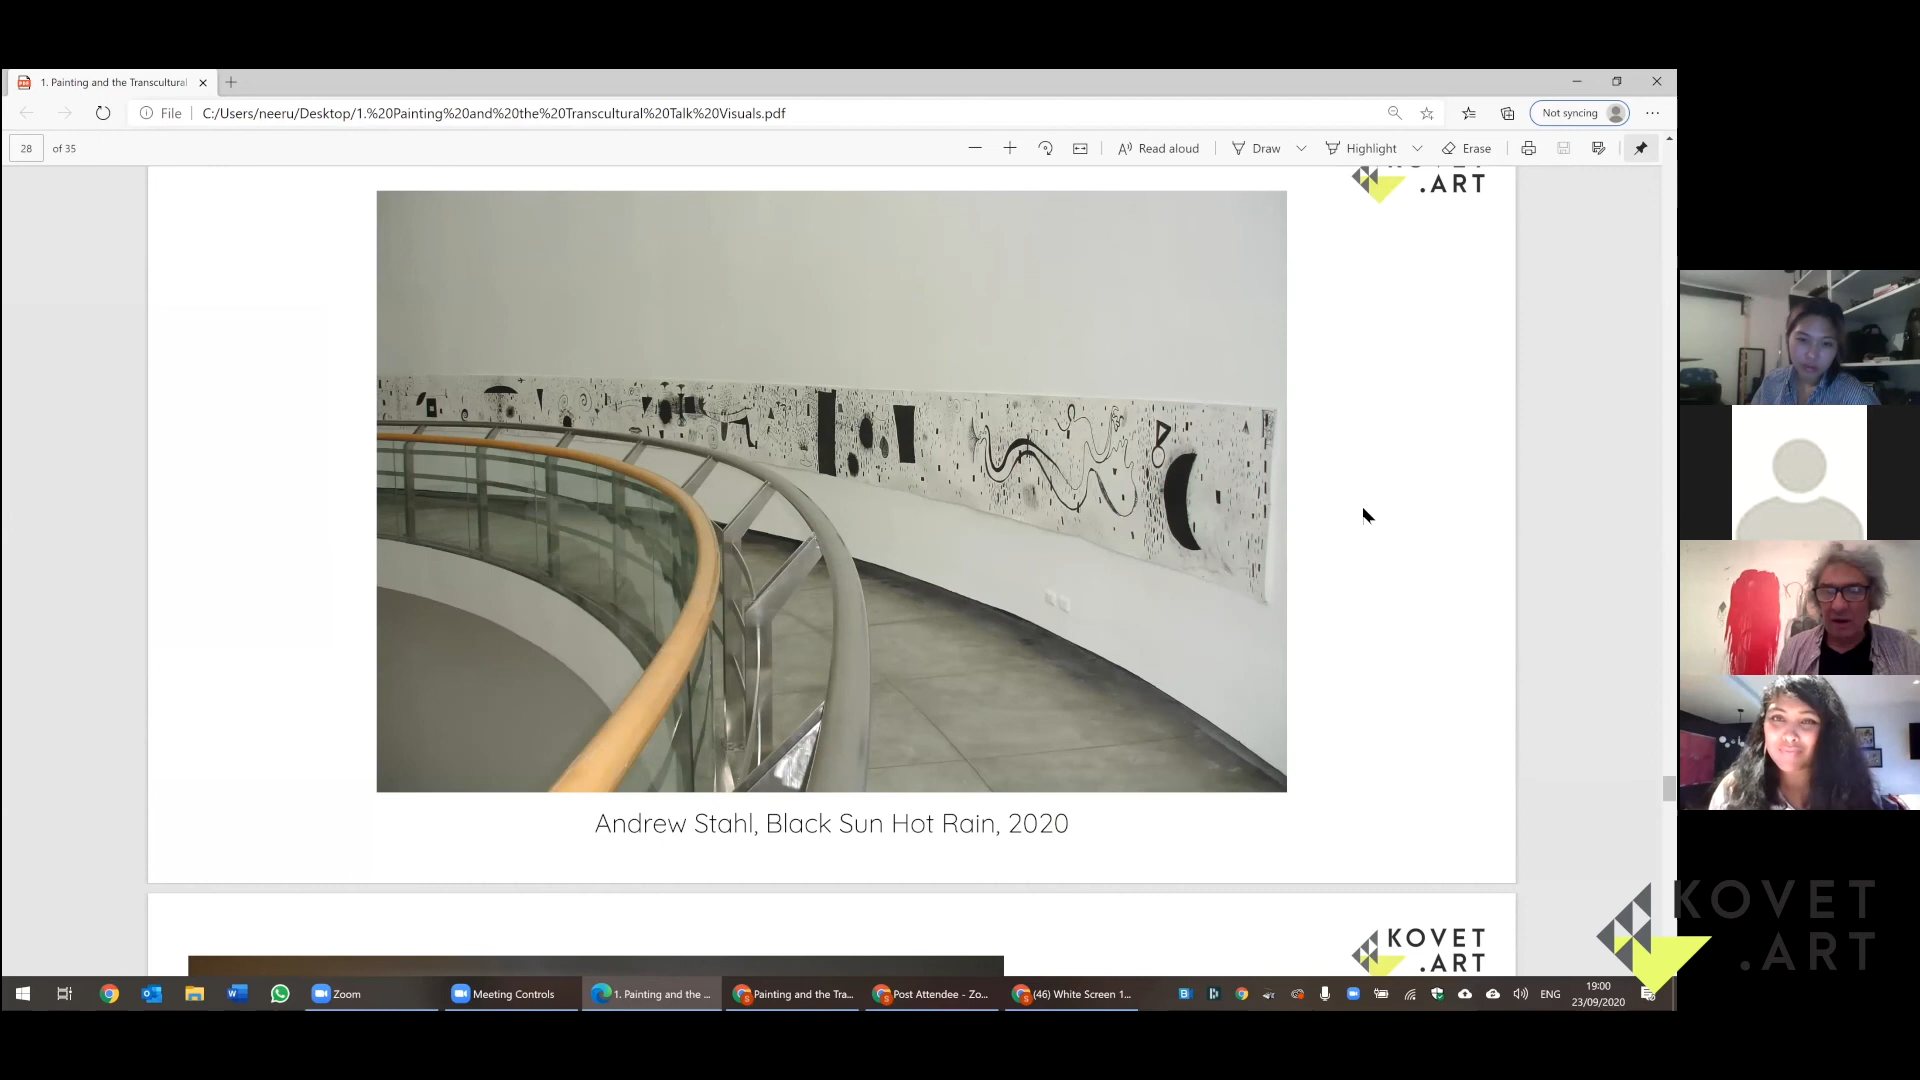 1. Painting and the Transcultural
File
C:/Users/neeru/Desktop/1.%20Painting%20and%20the%20Transcultural%20Talk%20Visuals.pdf
Not syncing
28
of 35
Read aloud
Draw
Highlight
Erase
.ART
Andrew Stahl, Black Sun Hot Rain, 2020
KOVET
.ART
KOVET
.ART
Zoom
Meeting Controls
1. Painting and the ...
Painting and the Tra...
Post Attendee - Zo...
(46) White Screen 1...
ENG
19:00
23/09/2020